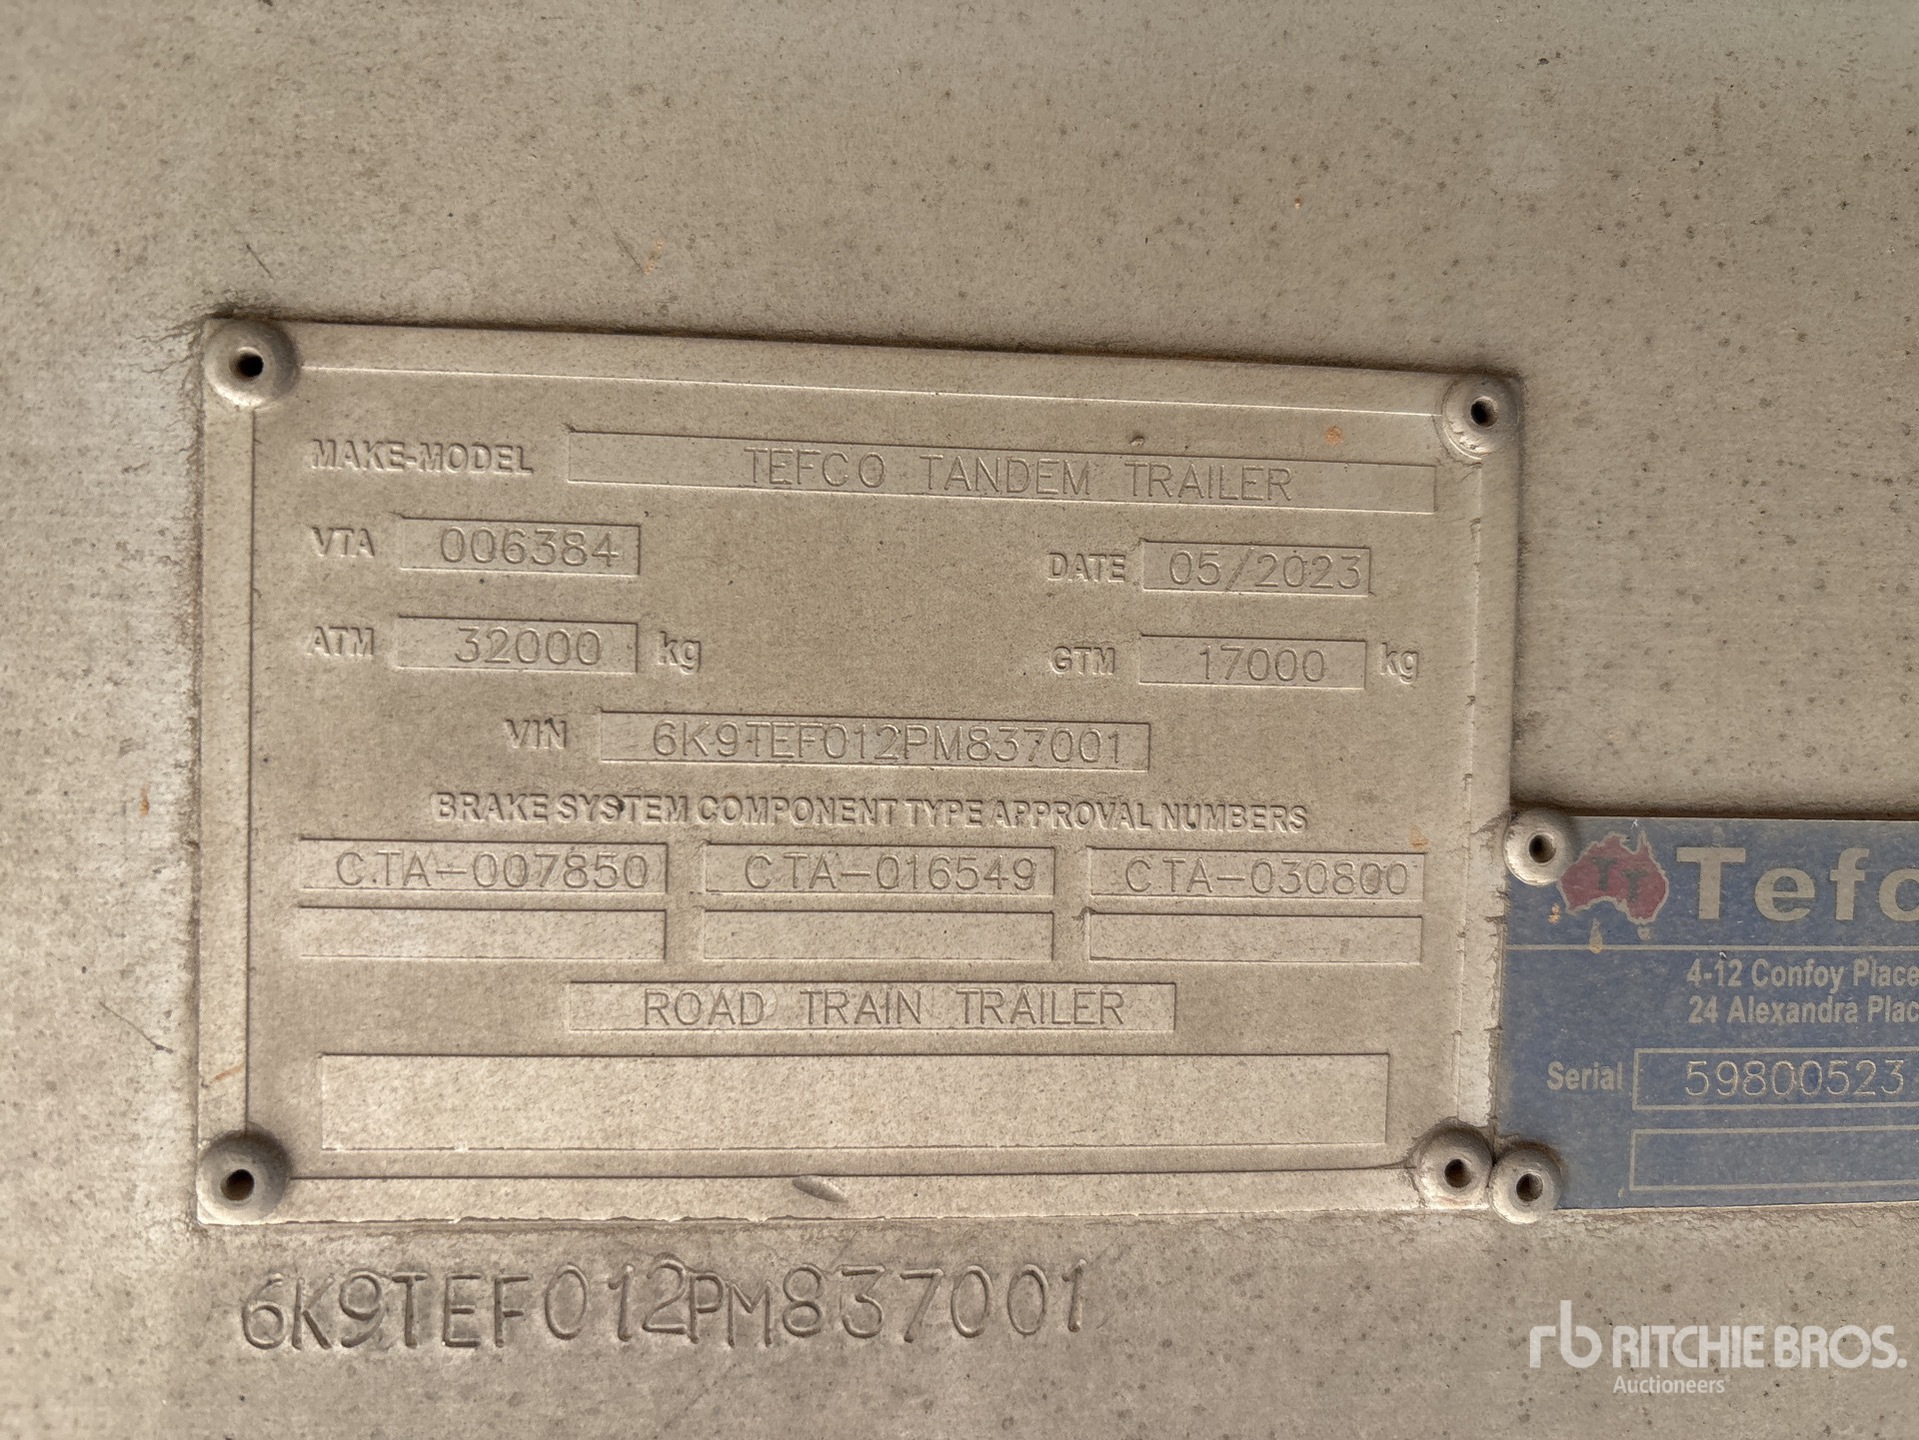 MAKE-MODEL TEFCO TANDEM TRAILER
VTA 006384 DATE 05/2023
ATM 32000 kg GTM 17000 kg
VIN 6K9TEF012PM837001
BRAKE SYSTEM COMPONENT TYPE APPROVAL NUMBERS
CTA-007850 CTA-016549 CTA-030800
ROAD TRAIN TRAILER
6K9TEF012PM837001
TT Tefc
4-12 Confoy Place
24 Alexandra Plac
Serial 59800523
rb RITCHIE BROS.
Auctioneers